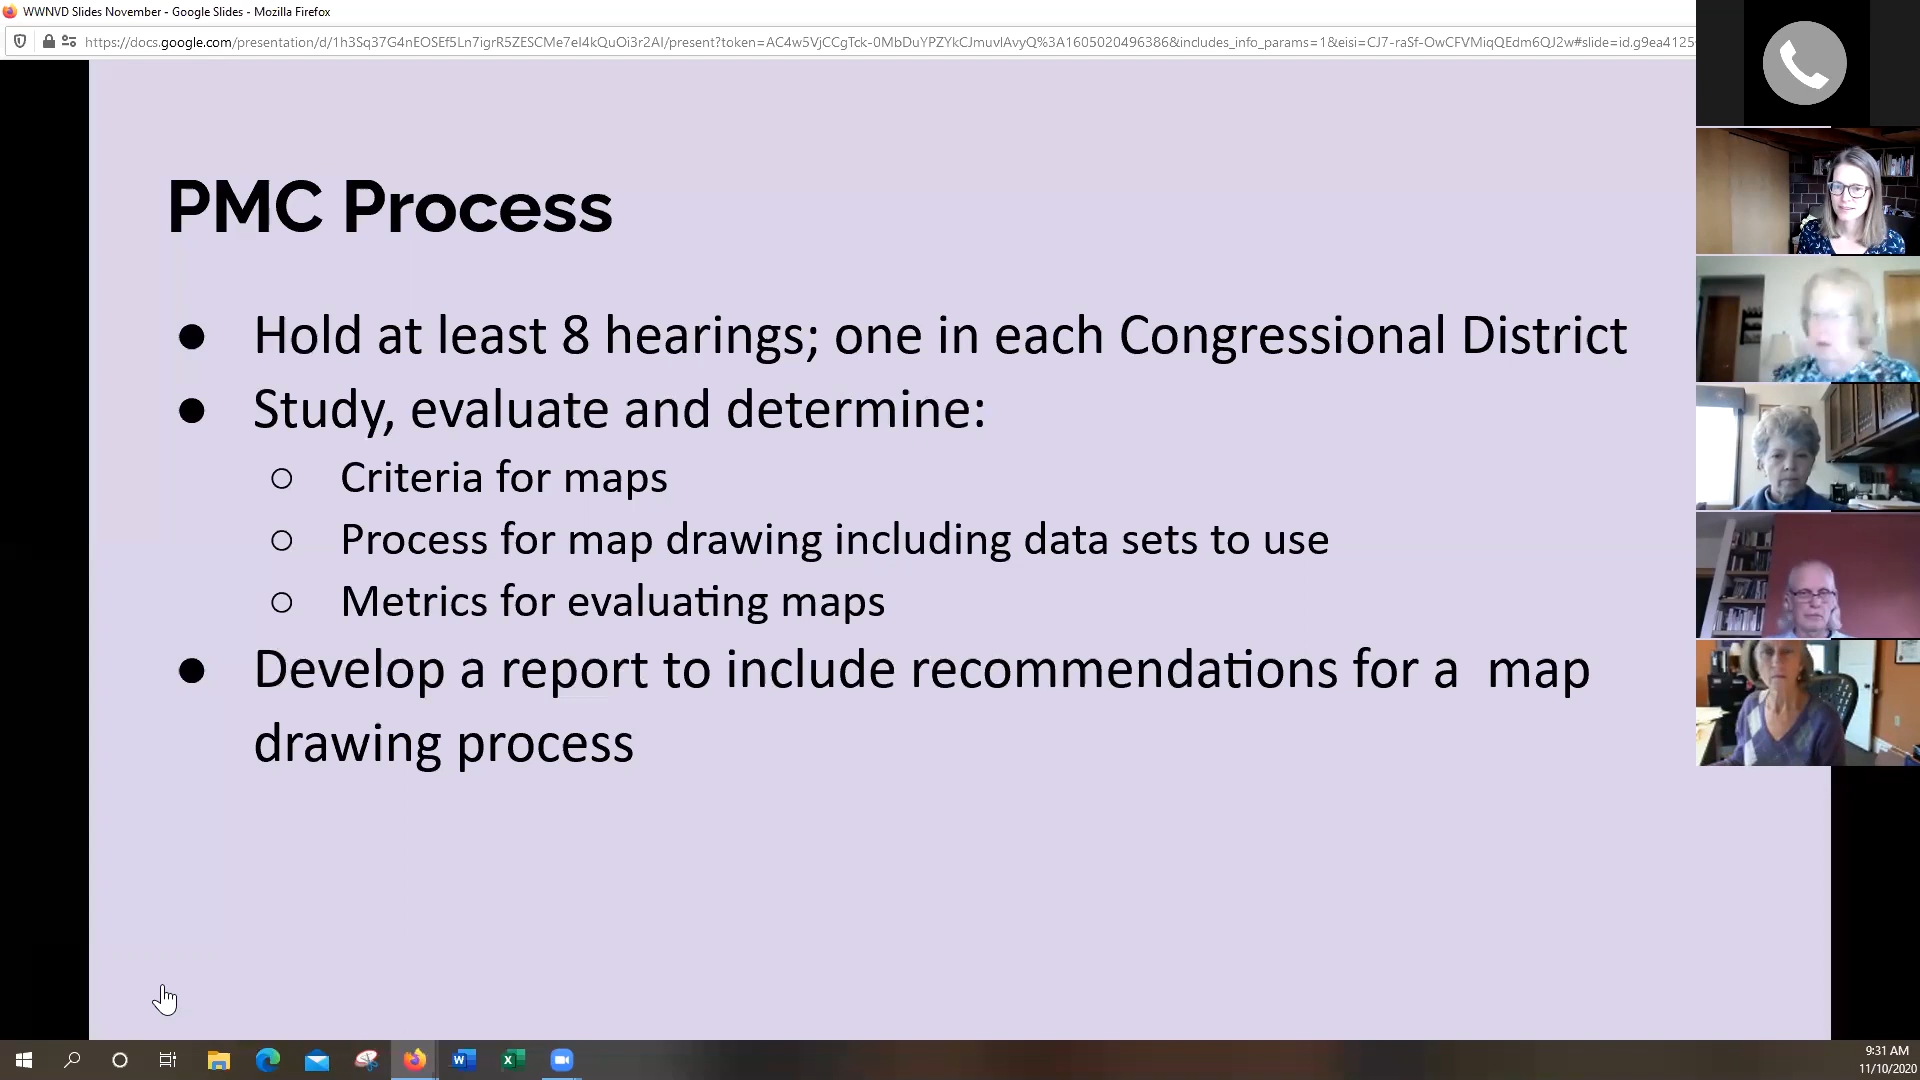 WWNVD Slides November - Google Slides - Mozilla Firefox
https://docs.google.com/presentation/d/1h3Sq37G4nEOSEf5Ln7igrR5ZESCMe7eI4kQuOi3r2AI/present?token=AC4w5VjCCgTck-0MbDuYPZYkCJmuvlAvyQ%3A1605020496386&includes_info_params=1&eisi=CJ7-raSf-OwCFVMiqQEdm6QJ2w#slide=id.g9ea4125
PMC Process
● Hold at least 8 hearings; one in each Congressional District
● Study, evaluate and determine:
○ Criteria for maps
○ Process for map drawing including data sets to use
○ Metrics for evaluating maps
● Develop a report to include recommendations for a  map
drawing process
9:31 AM
11/10/2020